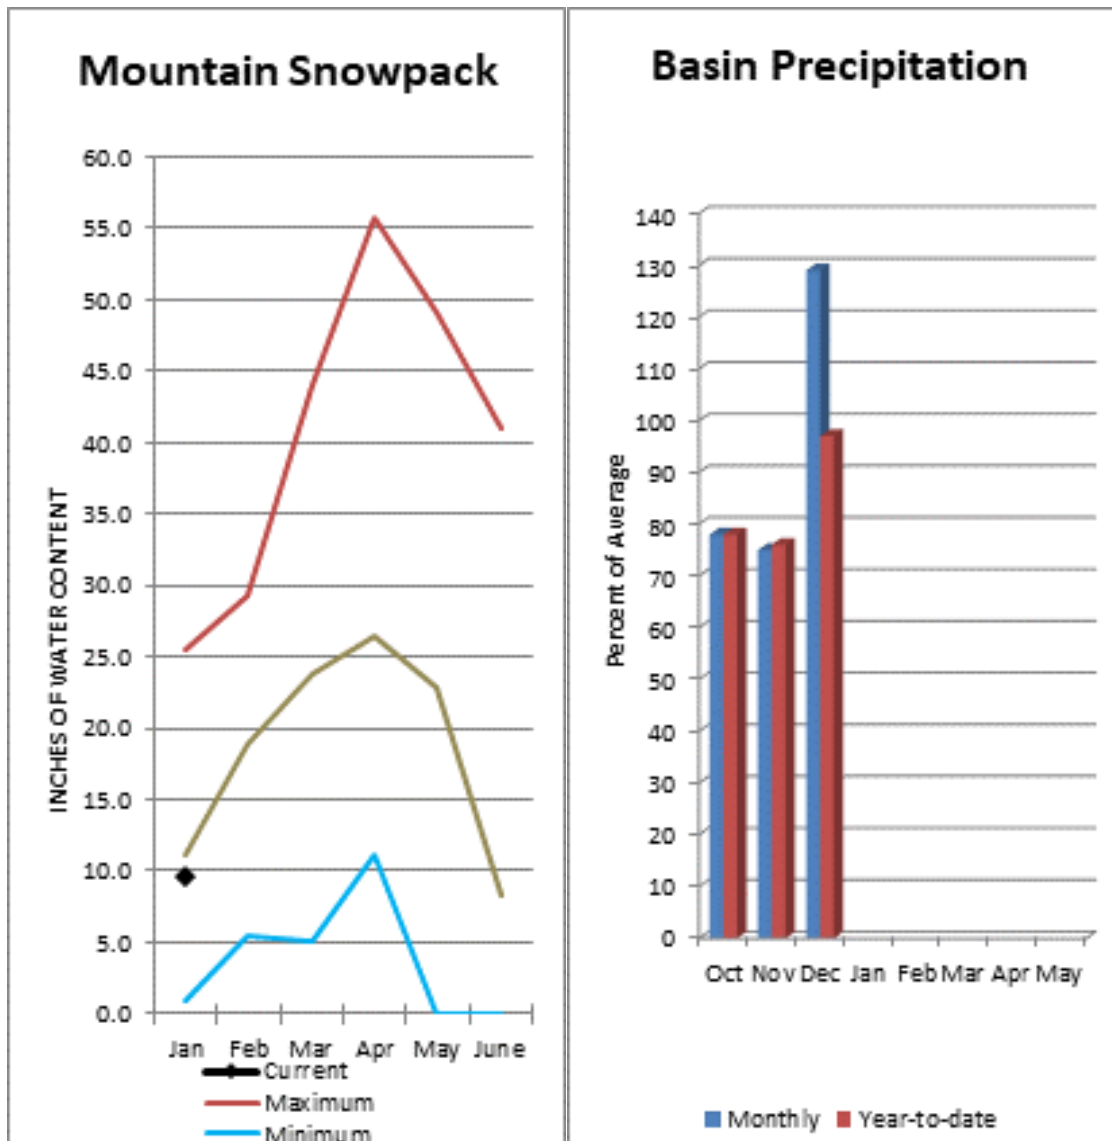 Mountain Snowpack
INCHES OF WATER CONTENT
60.0
55.0
50.0
45.0
40.0
35.0
30.0
25.0
20.0
15.0
10.0
5.0
0.0
Jan Feb Mar Apr May June
Current
Maximum
Minimum
Basin Precipitation
Percent of Average
140
130
120
110
100
90
80
70
60
50
40
30
20
10
0
Oct Nov Dec Jan Feb Mar Apr May
Monthly Year-to-date